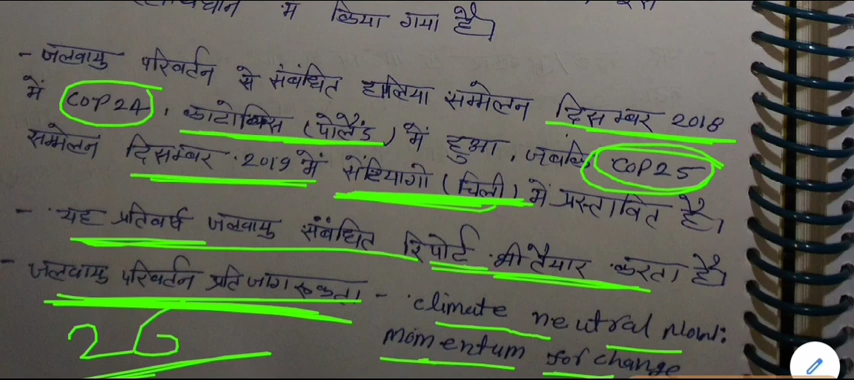 में किया गया है।
- जलवायु परिवर्तन से संबंधित हालिया सम्मेलन दिसम्बर 2018
में COP24, काटोविस (पोलैंड) में हुआ, जबकि COP25
सम्मेलन दिसम्बर 2019 में सेंटियागो (चिली) में प्रस्तावित है।
- यह प्रतिवर्ष जलवायु संबंधित रिपोर्ट भी तैयार करता है।
- जलवायु परिवर्तन प्रति जागरूकता - climate neutral Now:
momentum for change
26